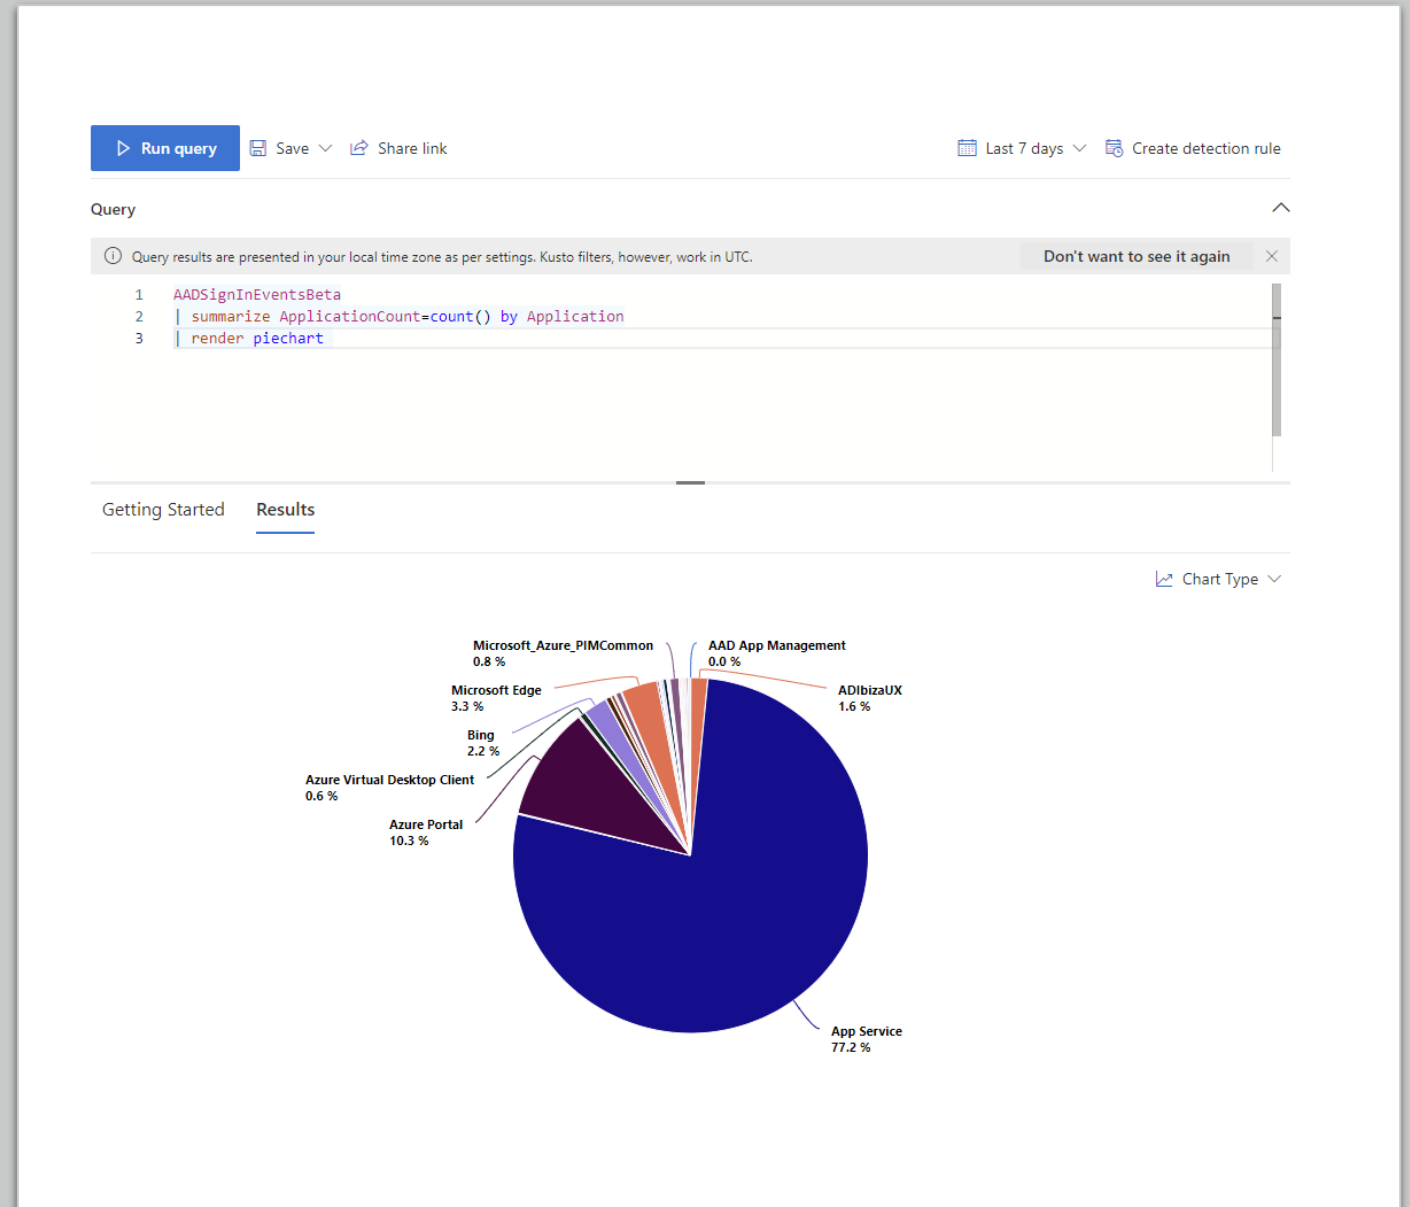 Run query Save Share link Last 7 days Create detection rule
Query
Query results are presented in your local time zone as per settings. Kusto filters, however, work in UTC. Don't want to see it again
1 AADSignInEventsBeta
2 | summarize ApplicationCount=count() by Application
3 | render piechart
Getting Started Results
Chart Type
Microsoft_Azure_PIMCommon
0.8 %
AAD App Management
0.0 %
Microsoft Edge
3.3 %
ADIbizaUX
1.6 %
Bing
2.2 %
Azure Virtual Desktop Client
0.6 %
Azure Portal
10.3 %
App Service
77.2 %